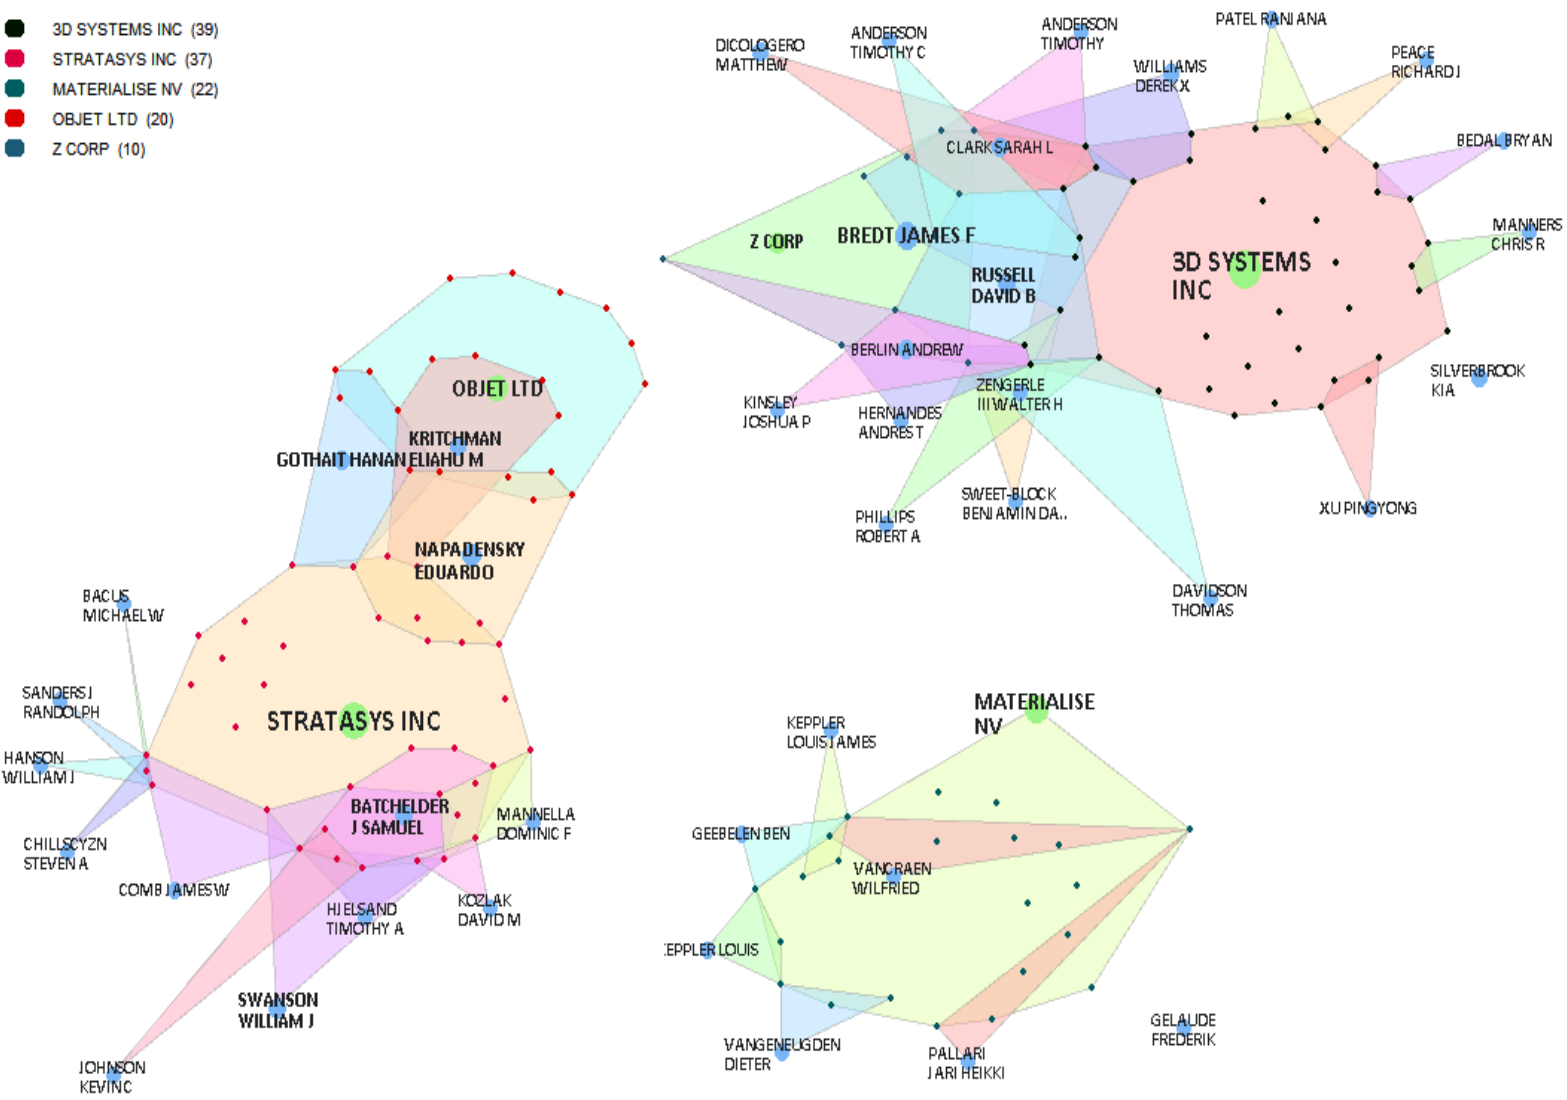 3D SYSTEMS INC (39)
STRATASYS INC (37)
MATERIALISE NV (22)
OBJET LTD (20)
Z CORP (10)
DICOLOGERO
MATTHEW
ANDERSON
TIMOTHY C
ANDERSON
TIMOTHY
PATEL RANJANA
WILLIAMS
DEREK X
PEACE
RICHARD J
CLARK SARAH L
BEDAL BRYAN
Z CORP
BREDT JAMES F
MANNERS
CHRIS R
RUSSELL
DAVID B
3D SYSTEMS
INC
BERLIN ANDREW
SILVERBROOK
KIA
KINSLEY
JOSHUA P
HERNANDES
ANDRES T
ZENGERLE
III WALTER H
PHILLIPS
ROBERT A
SWEET-BLOCK
BENJAMIN DA..
XU PINGYONG
DAVIDSON
THOMAS
OBJET LTD
KRITCHMAN
ELIAHU M
GOTHAIT HANAN
NAPADENSKY
EDUARDO
BACUS
MICHAEL W
SANDERS J
RANDOLPH
STRATASYS INC
HANSON
WILLIAM J
CHILLSCYZN
STEVEN A
COMB JAMES W
BATCHELDER
J SAMUEL
MANNELLA
DOMINIC F
HJELSAND
TIMOTHY A
KOZLAK
DAVID M
SWANSON
WILLIAM J
JOHNSON
KEVIN C
MATERIALISE
NV
KEPPLER
LOUIS JAMES
GEEBELEN BEN
VANCRAEN
WILFRIED
EPPLER LOUIS
VANGENEUGDEN
DIETER
PALLARI
JARI HEIKKI
GELAUDE
FREDERIK